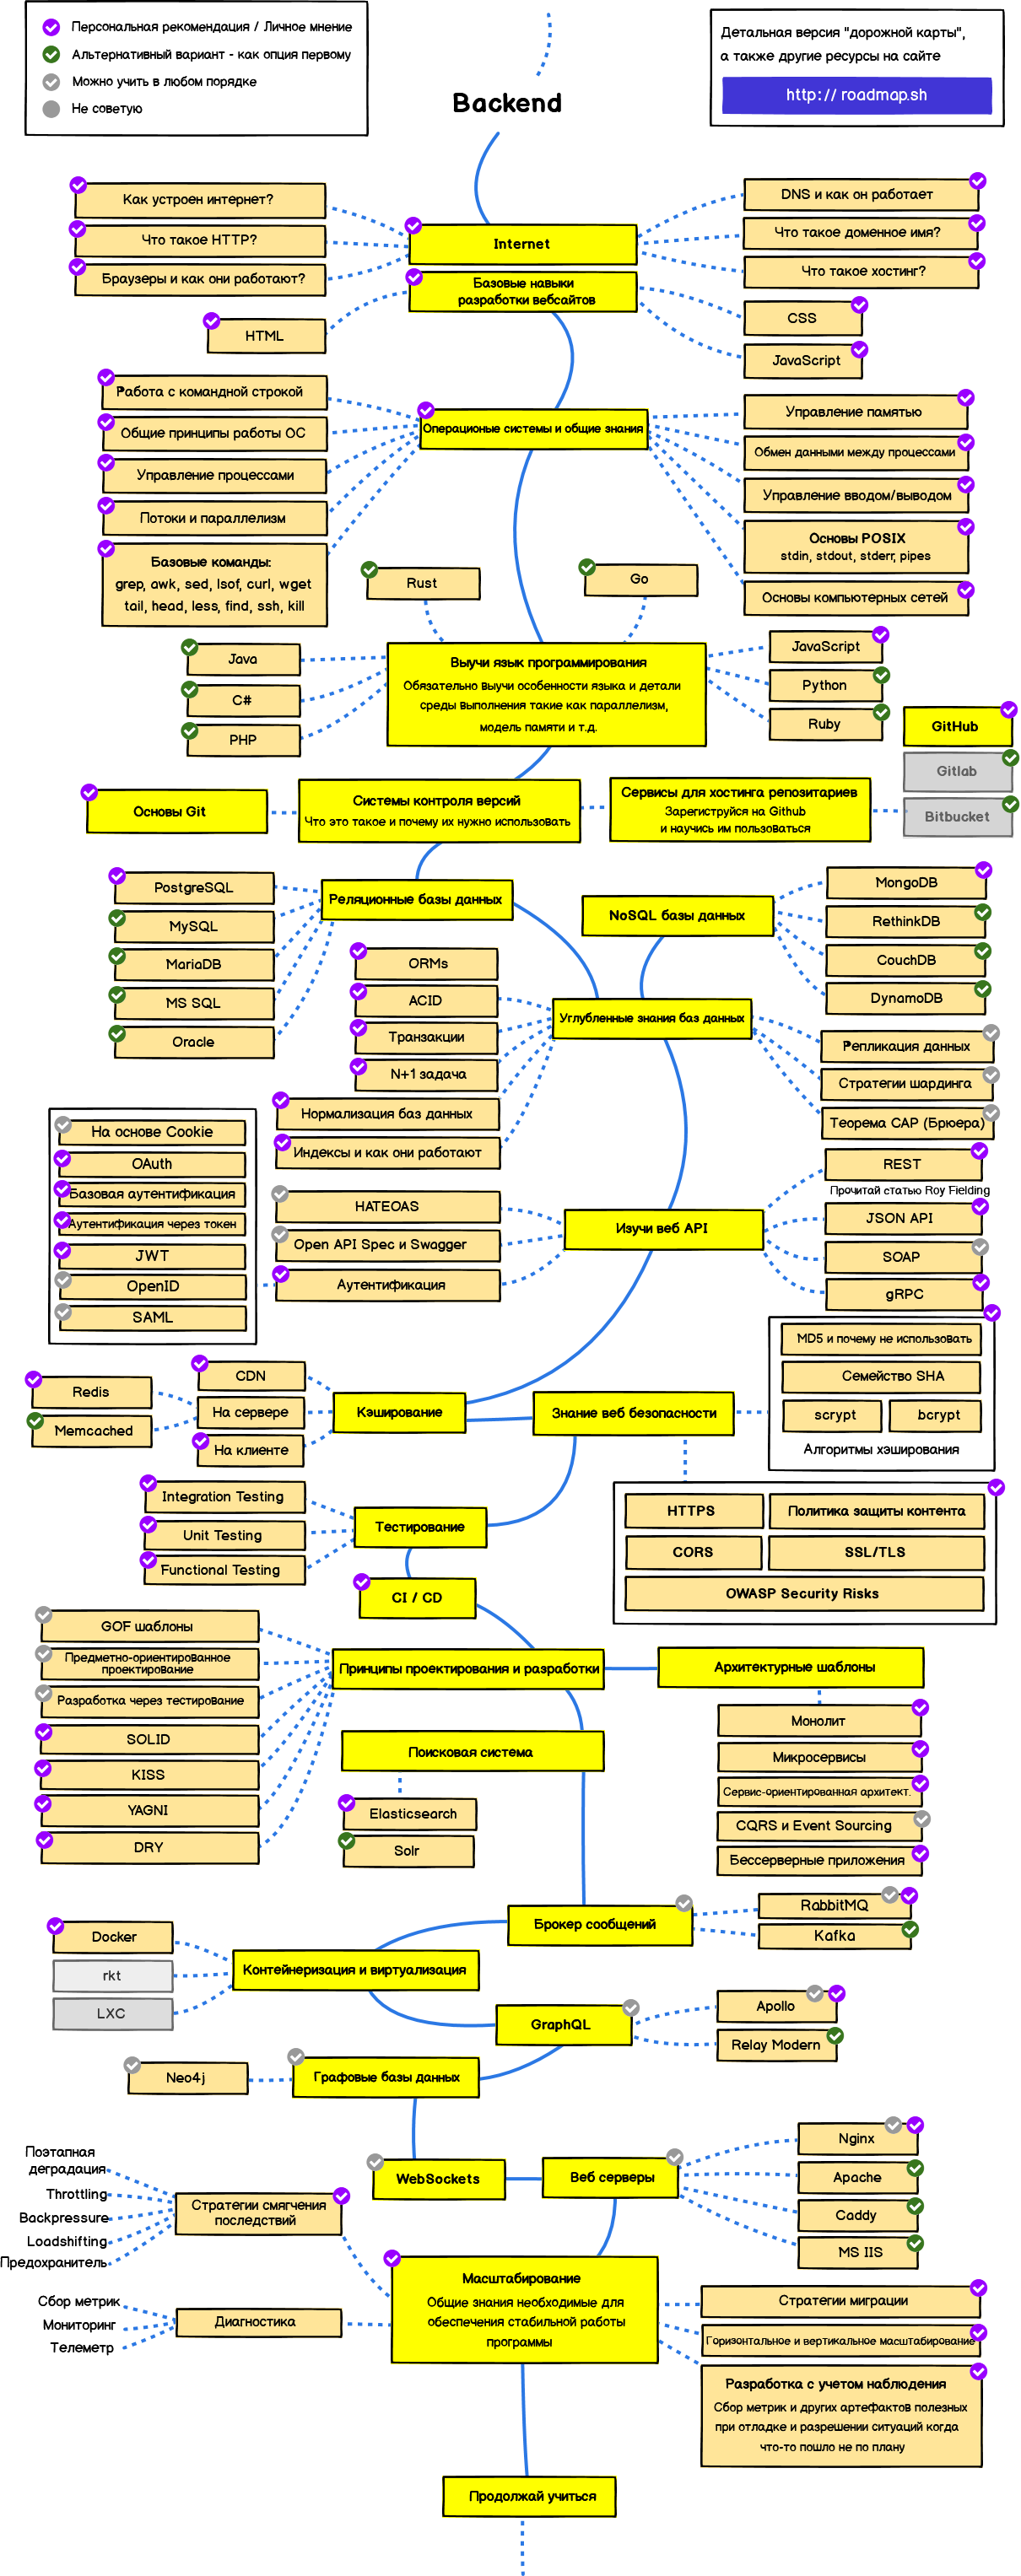 Персональная рекомендация / Личное мнение
Альтернативный вариант - как опция первому
Можно учить в любом порядке
Не советую
Детальная версия "дорожной карты",
а также другие ресурсы на сайте
http:// roadmap.sh
Backend
Как устроен интернет?
Что такое HTTP?
Браузеры и как они работают?
Internet
DNS и как он работает
Что такое доменное имя?
Что такое хостинг?
Базовые навыки
разработки вебсайтов
HTML
CSS
JavaScript
Работа с командной строкой
Общие принципы работы ОС
Управление процессами
Потоки и параллелизм
Базовые команды:
grep, awk, sed, lsof, curl, wget
tail, head, less, find, ssh, kill
Операционые системы и общие знания
Управление памятью
Обмен данными между процессами
Управление вводом/выводом
Основы POSIX
stdin, stdout, stderr, pipes
Основы компьютерных сетей
Rust
Go
Java
C#
PHP
Выучи язык программирования
Обязательно выучи особенности языка и детали
среды выполнения такие как параллелизм,
модель памяти и т.д.
JavaScript
Python
Ruby
GitHub
Gitlab
Bitbucket
Основы Git
Системы контроля версий
Что это такое и почему их нужно использовать
Сервисы для хостинга репозитариев
Зарегиструйся на Github
и научись им пользоваться
PostgreSQL
MySQL
MariaDB
MS SQL
Oracle
Реляционные базы данных
NoSQL базы данных
MongoDB
RethinkDB
CouchDB
DynamoDB
ORMs
ACID
Транзакции
N+1 задача
Нормализация баз данных
Индексы и как они работают
Углубленные знания баз данных
Репликация данных
Стратегии шардинга
Теорема CAP (Брюера)
На основе Cookie
OAuth
Базовая аутентификация
Аутентификация через токен
JWT
OpenID
SAML
HATEOAS
Open API Spec и Swagger
Аутентификация
Изучи веб API
REST
Прочитай статью Roy Fielding
JSON API
SOAP
gRPC
MD5 и почему не использовать
Семейство SHA
scrypt
bcrypt
Алгоритмы хэширования
Redis
Memcached
CDN
На сервере
На клиенте
Кэширование
Знание веб безопасности
HTTPS
Политика защиты контента
CORS
SSL/TLS
OWASP Security Risks
Integration Testing
Unit Testing
Functional Testing
Тестирование
CI / CD
GOF шаблоны
Предметно-ориентированное
проектирование
Разработка через тестирование
SOLID
KISS
YAGNI
DRY
Принципы проектирования и разработки
Архитектурные шаблоны
Монолит
Микросервисы
Сервис-ориентированная архитект.
CQRS и Event Sourcing
Бессерверные приложения
Поисковая система
Elasticsearch
Solr
Брокер сообщений
RabbitMQ
Kafka
Docker
rkt
LXC
Контейнеризация и виртуализация
GraphQL
Apollo
Relay Modern
Neo4j
Графовые базы данных
WebSockets
Веб серверы
Nginx
Apache
Caddy
MS IIS
Поэтапная
деградация
Throttling
Backpressure
Loadshifting
Предохранитель
Стратегии смягчения
последствий
Сбор метрик
Мониторинг
Телеметр
Диагностика
Масштабирование
Общие знания необходимые для
обеспечения стабильной работы
программы
Стратегии миграции
Горизонтальное и вертикальное масштабирование
Разработка с учетом наблюдения
Сбор метрик и других артефактов полезных
при отладке и разрешении ситуаций когда
что-то пошло не по плану
Продолжай учиться